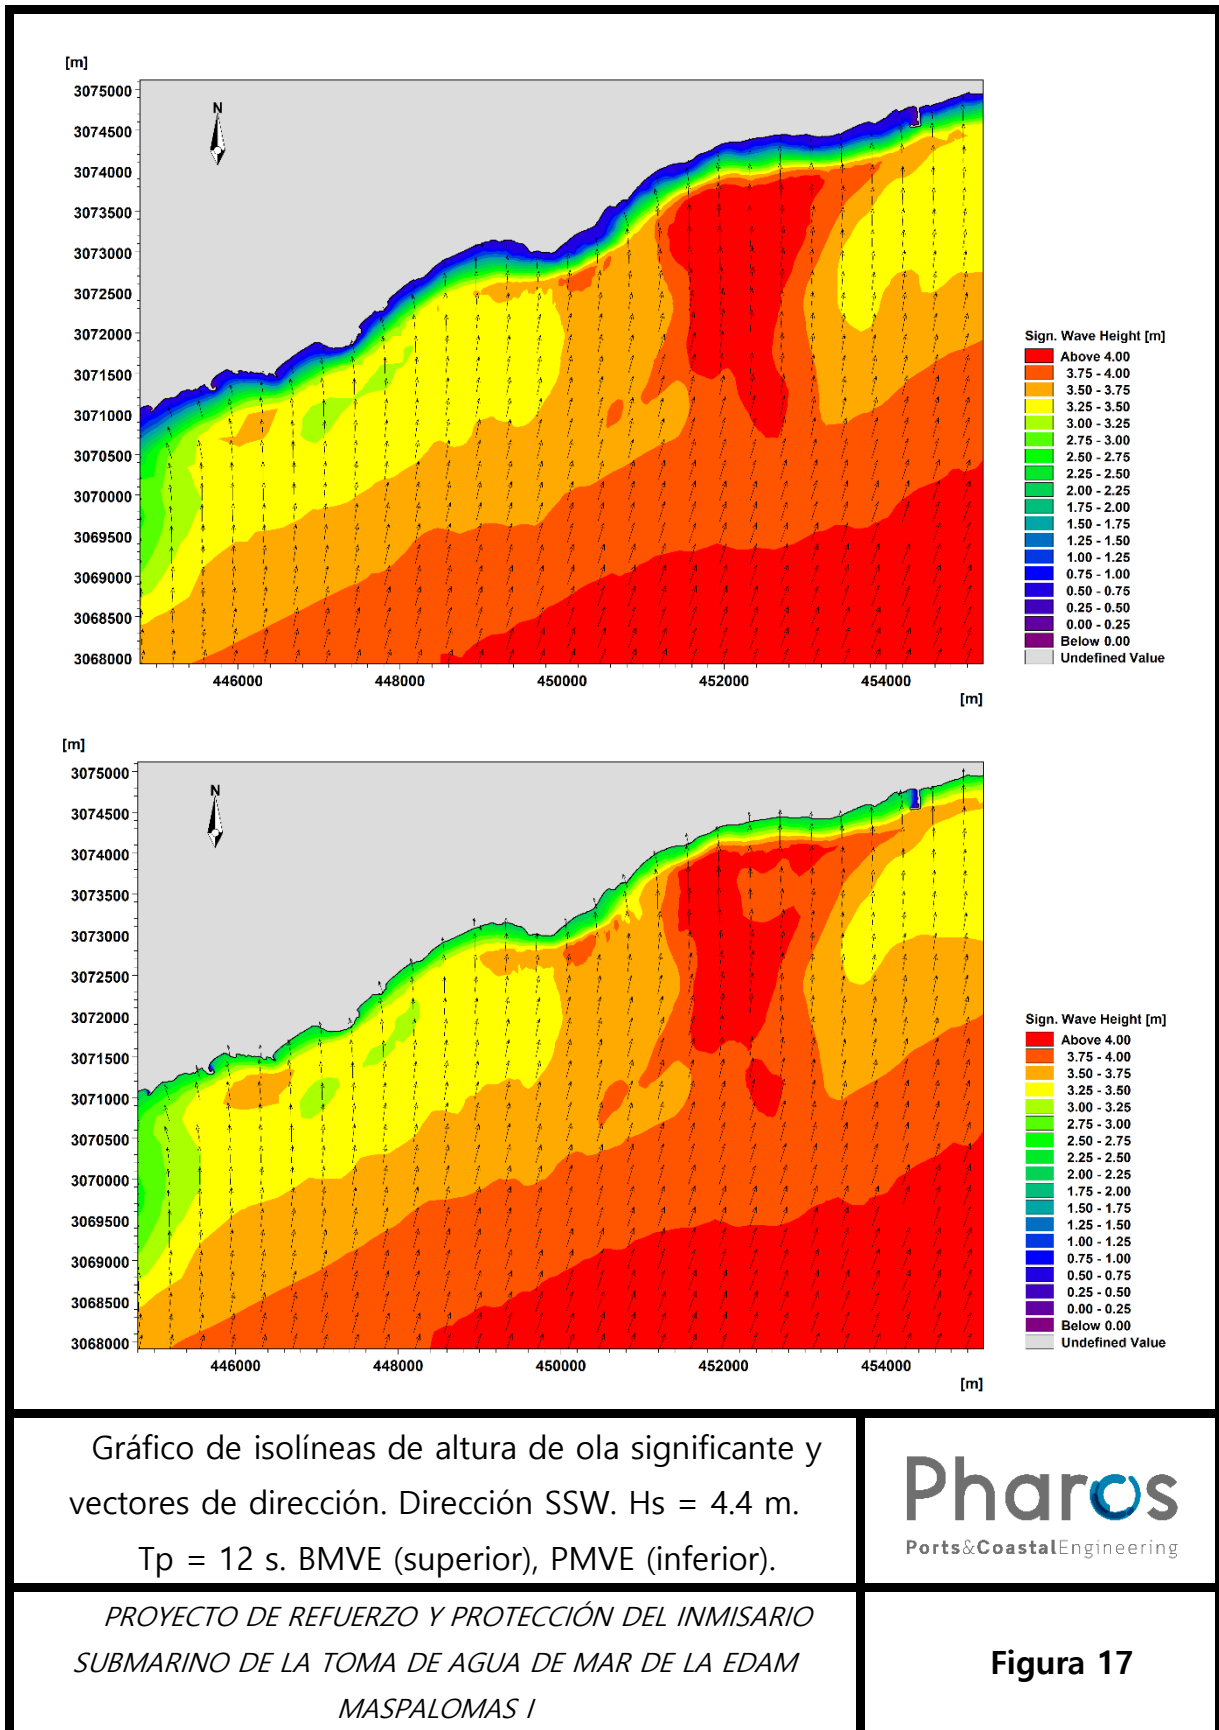 [m]
3075000
3074500
3074000
3073500
3073000
3072500
3072000
3071500
3071000
3070500
3070000
3069500
3069000
3068500
3068000
N
446000 448000 450000 452000 454000
[m]
Sign. Wave Height [m]
Above 4.00
3.75 - 4.00
3.50 - 3.75
3.25 - 3.50
3.00 - 3.25
2.75 - 3.00
2.50 - 2.75
2.25 - 2.50
2.00 - 2.25
1.75 - 2.00
1.50 - 1.75
1.25 - 1.50
1.00 - 1.25
0.75 - 1.00
0.50 - 0.75
0.25 - 0.50
0.00 - 0.25
Below 0.00
Undefined Value
[m]
3075000
3074500
3074000
3073500
3073000
3072500
3072000
3071500
3071000
3070500
3070000
3069500
3069000
3068500
3068000
N
446000 448000 450000 452000 454000
[m]
Sign. Wave Height [m]
Above 4.00
3.75 - 4.00
3.50 - 3.75
3.25 - 3.50
3.00 - 3.25
2.75 - 3.00
2.50 - 2.75
2.25 - 2.50
2.00 - 2.25
1.75 - 2.00
1.50 - 1.75
1.25 - 1.50
1.00 - 1.25
0.75 - 1.00
0.50 - 0.75
0.25 - 0.50
0.00 - 0.25
Below 0.00
Undefined Value
Gráfico de isolíneas de altura de ola significante y
vectores de dirección. Dirección SSW. Hs = 4.4 m.
Tp = 12 s. BMVE (superior), PMVE (inferior).
Pharos
Ports&CoastalEngineering
PROYECTO DE REFUERZO Y PROTECCIÓN DEL INMISARIO
SUBMARINO DE LA TOMA DE AGUA DE MAR DE LA EDAM
MASPALOMAS I
Figura 17